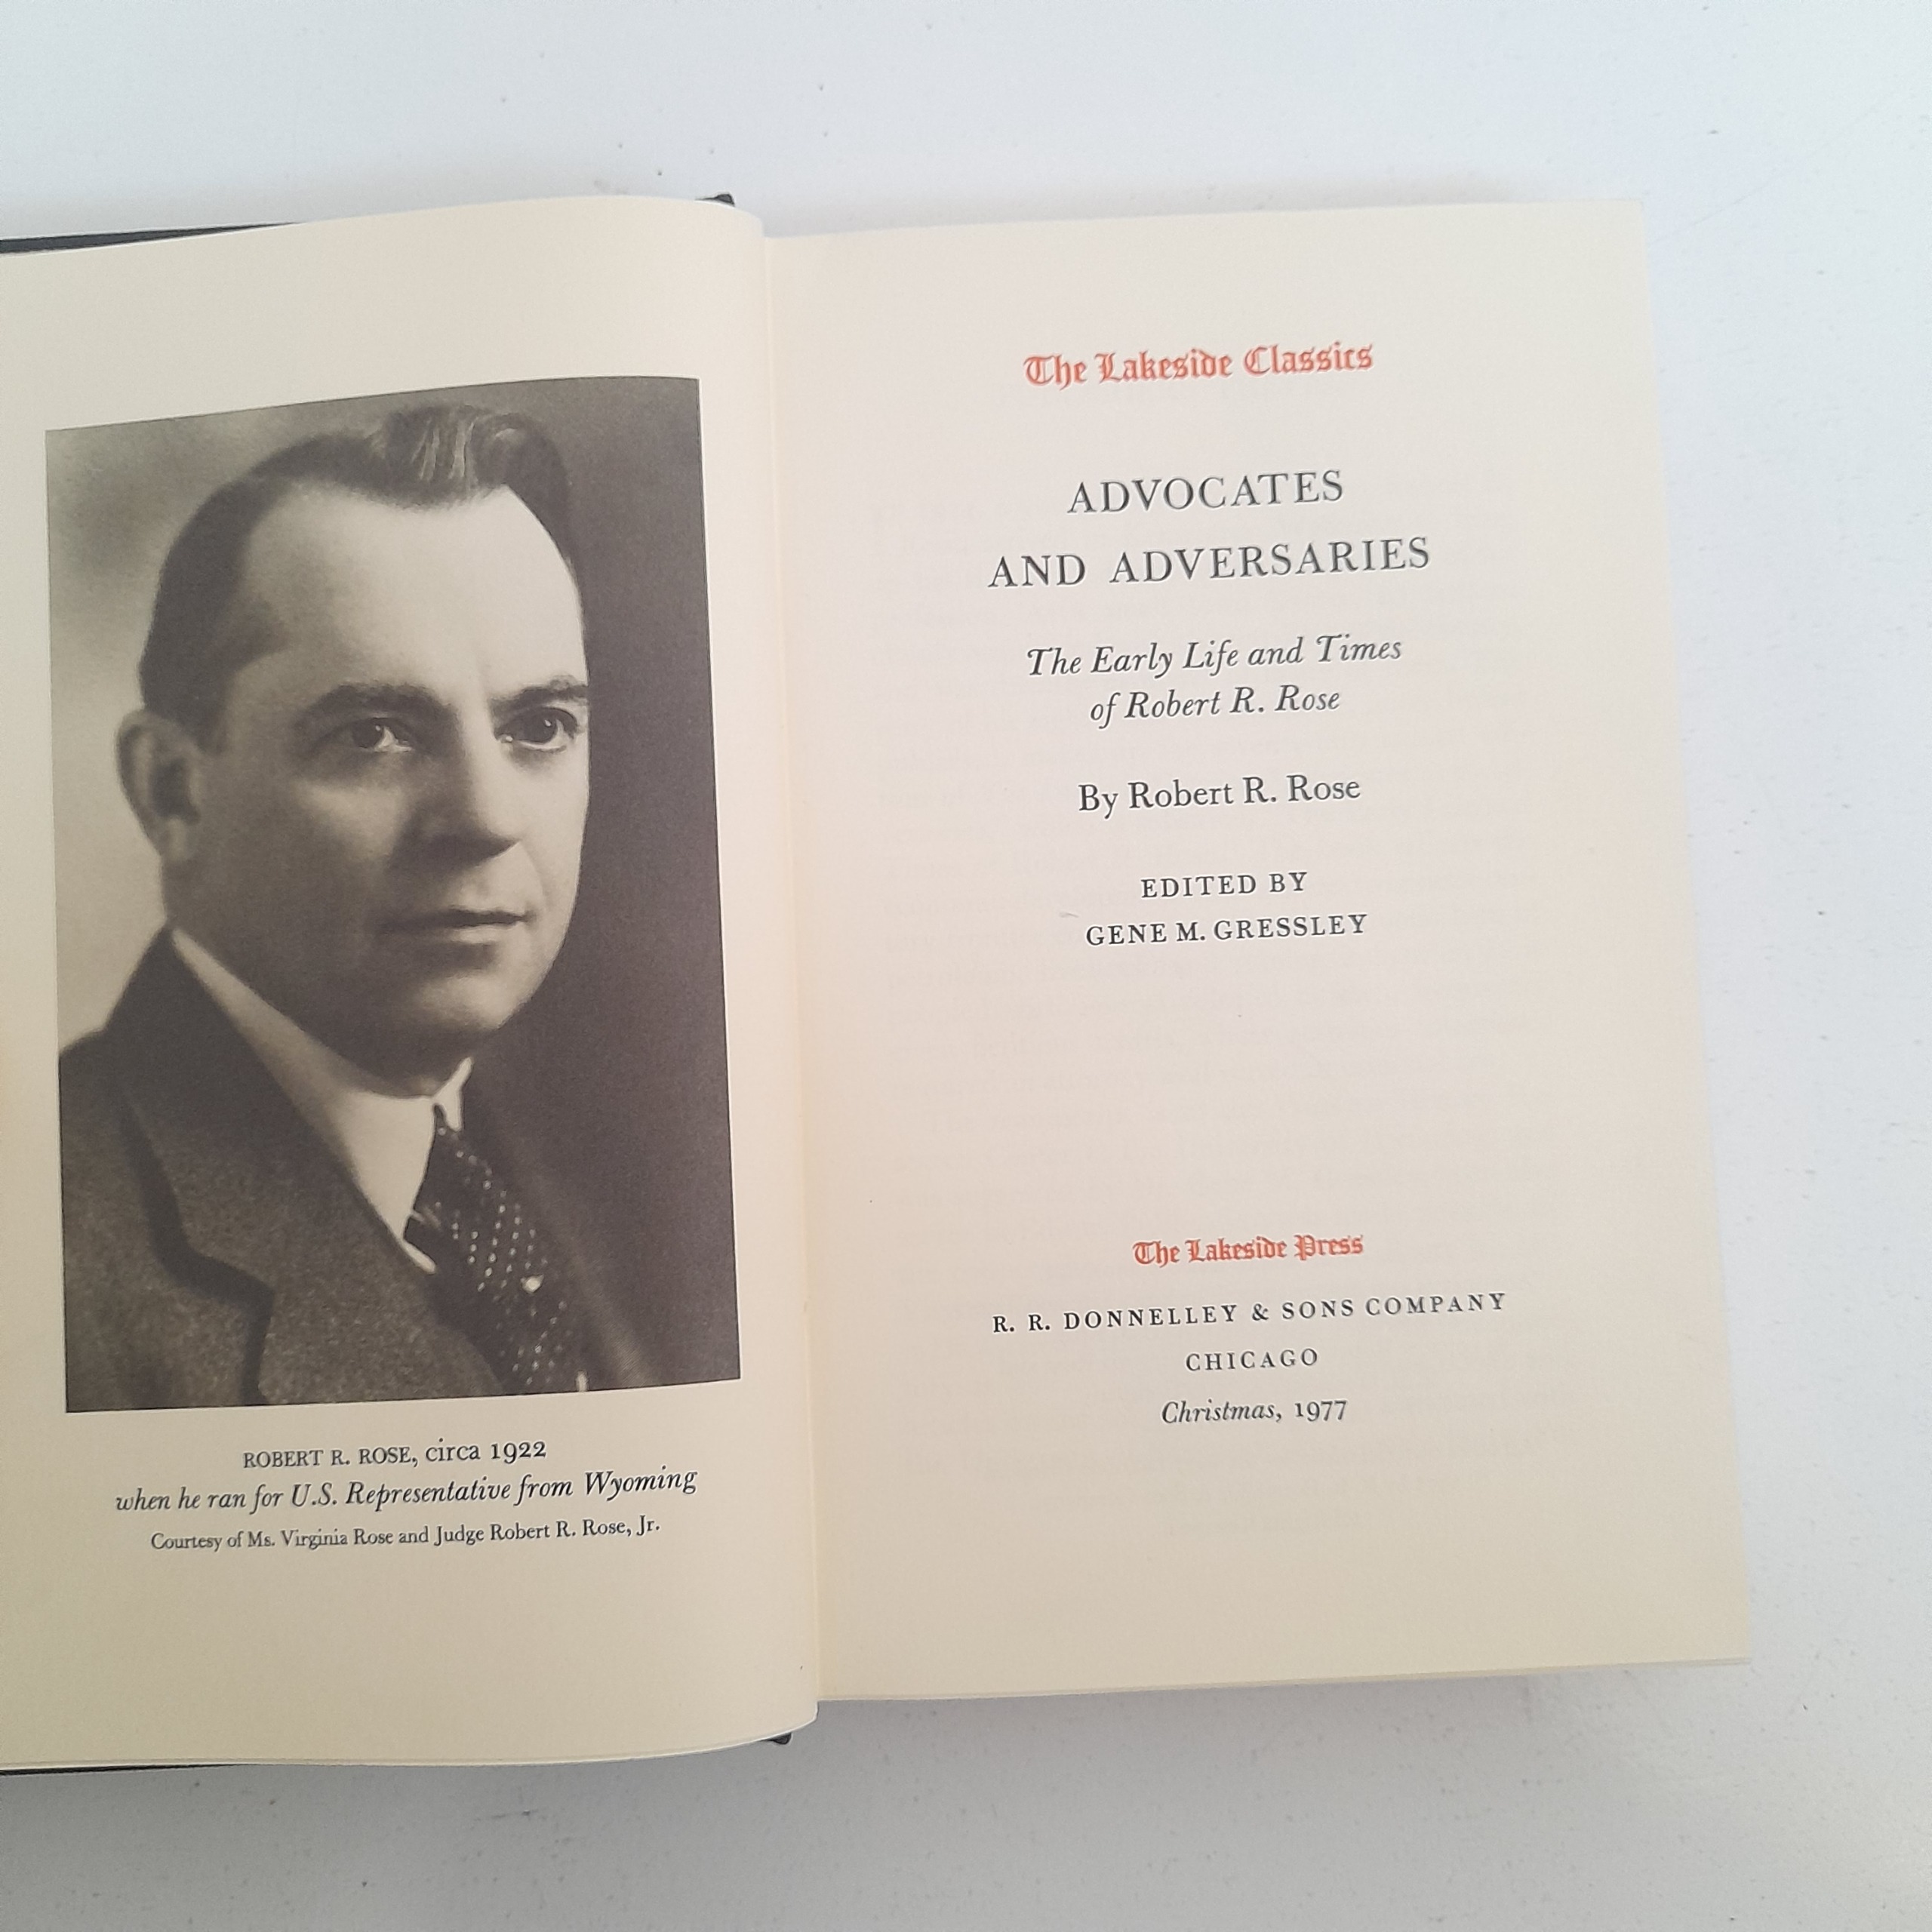 ROBERT R. ROSE, circa 1922
when he ran for U.S. Representative from Wyoming
Courtesy of Ms. Virginia Rose and Judge Robert R. Rose, Jr.
The Lakeside Classics
ADVOCATES
AND ADVERSARIES
The Early Life and Times
of Robert R. Rose
By Robert R. Rose
EDITED BY
GENE M. GRESSLEY
The Lakeside Press
R. R. DONNELLEY & SONS COMPANY
CHICAGO
Christmas, 1977